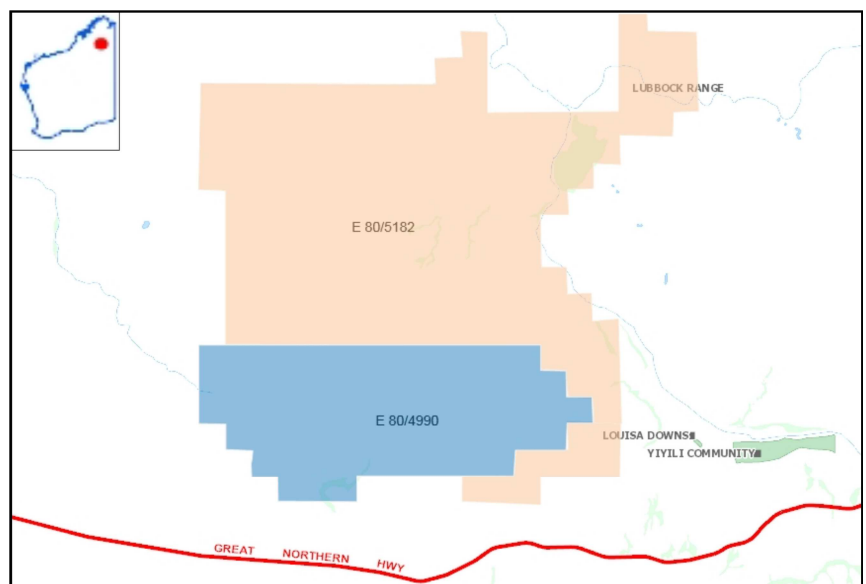 LUBBOCK RANGE
E 80/5182
E 80/4990
LOUISA DOWNS
YIYILI COMMUNITY
GREAT NORTHERN HWY